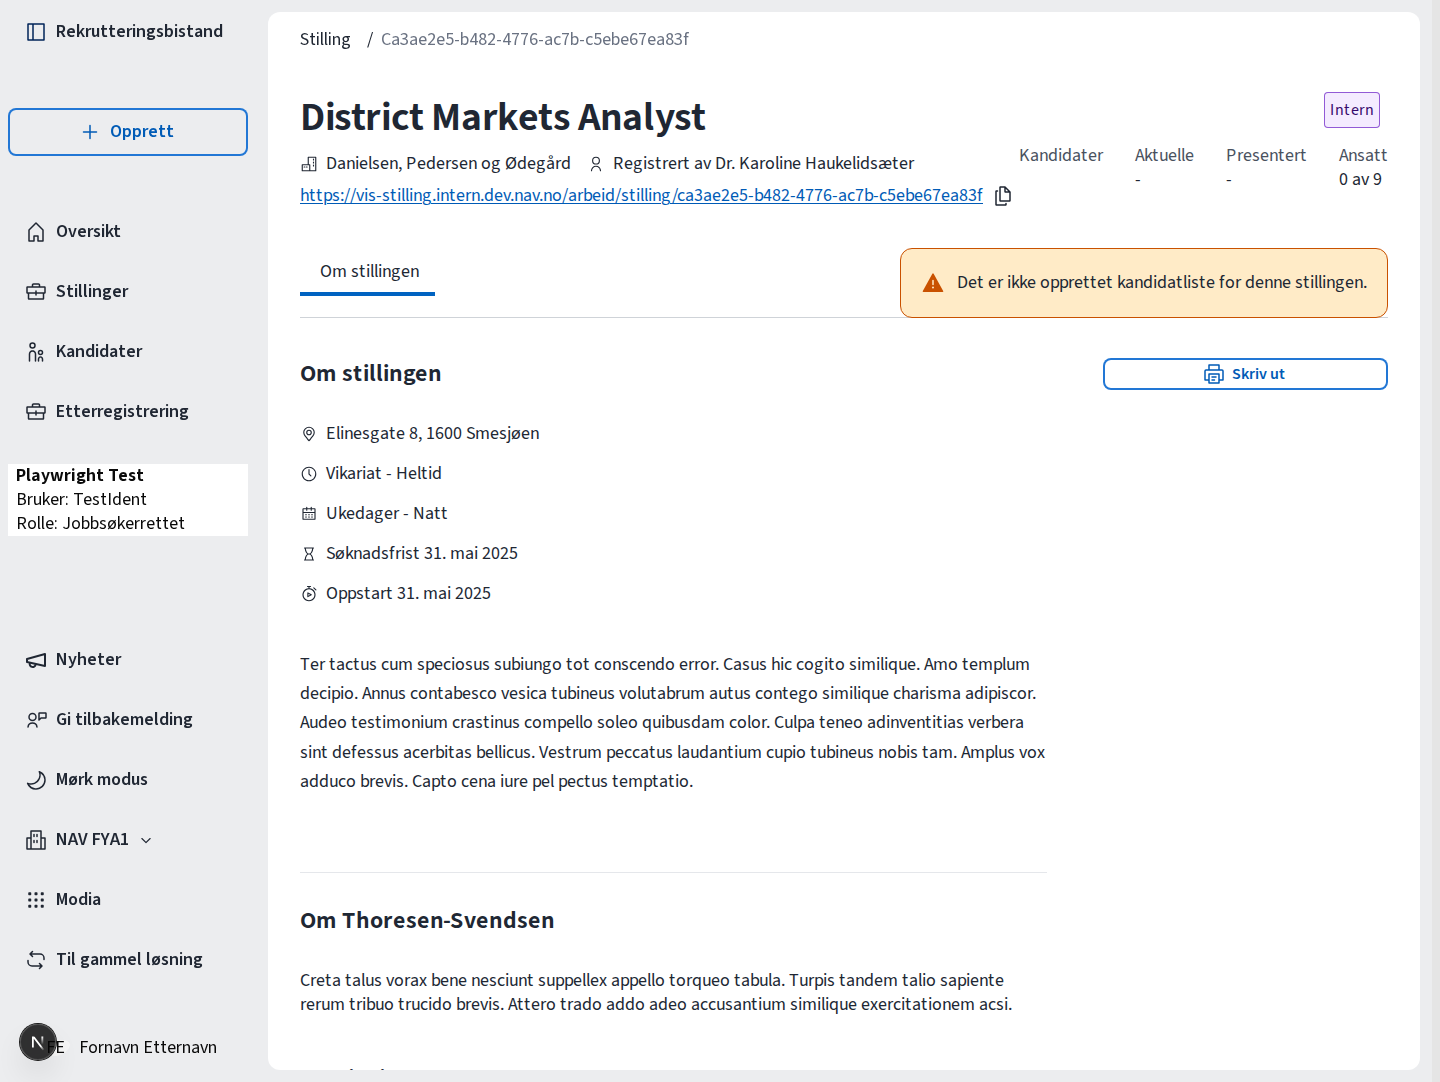 Rekrutteringsbistand
Opprett
Oversikt
Stillinger
Kandidater
Etterregistrering
Playwright Test
Bruker: TestIdent
Rolle: Jobbsøkerrettet
Nyheter
Gi tilbakemelding
Mørk modus
NAV FYA1
Modia
Til gammel løsning
N
FE Fornavn Etternavn
Stilling / Ca3ae2e5-b482-4776-ac7b-c5ebe67ea83f
District Markets Analyst
Intern
Danielsen, Pedersen og Ødegård Registrert av Dr. Karoline Haukelidsæter
https://vis-stilling.intern.dev.nav.no/arbeid/stilling/ca3ae2e5-b482-4776-ac7b-c5ebe67ea83f
Kandidater Aktuelle Presentert Ansatt
- - 0 av 9
Om stillingen
Det er ikke opprettet kandidatliste for denne stillingen.
Om stillingen
Skriv ut
Elinesgate 8, 1600 Smesjøen
Vikariat - Heltid
Ukedager - Natt
Søknadsfrist 31. mai 2025
Oppstart 31. mai 2025
Ter tactus cum speciosus subiungo tot conscendo error. Casus hic cogito similique. Amo templum
decipio. Annus contabesco vesica tubineus volutabrum autus contego similique charisma adipiscor.
Audeo testimonium crastinus compello soleo quibusdam color. Culpa teneo adinventitias verbera
sint defessus acerbitas bellicus. Vestrum peccatus laudantium cupio tubineus nobis tam. Amplus vox
adduco brevis. Capto cena iure pel pectus temptatio.
Om Thoresen-Svendsen
Creta talus vorax bene nesciunt suppellex appello torqueo tabula. Turpis tandem talio sapiente
rerum tribuo trucido brevis. Attero trado addo adeo accusantium similique exercitationem acsi.